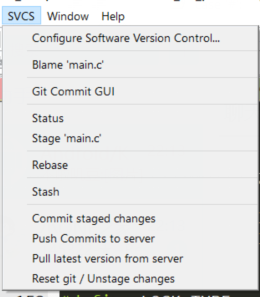 SVCS Window Help
Configure Software Version Control...
Blame 'main.c'
Git Commit GUI
Status
Stage 'main.c'
Rebase
Stash
Commit staged changes
Push Commits to server
Pull latest version from server
Reset git / Unstage changes